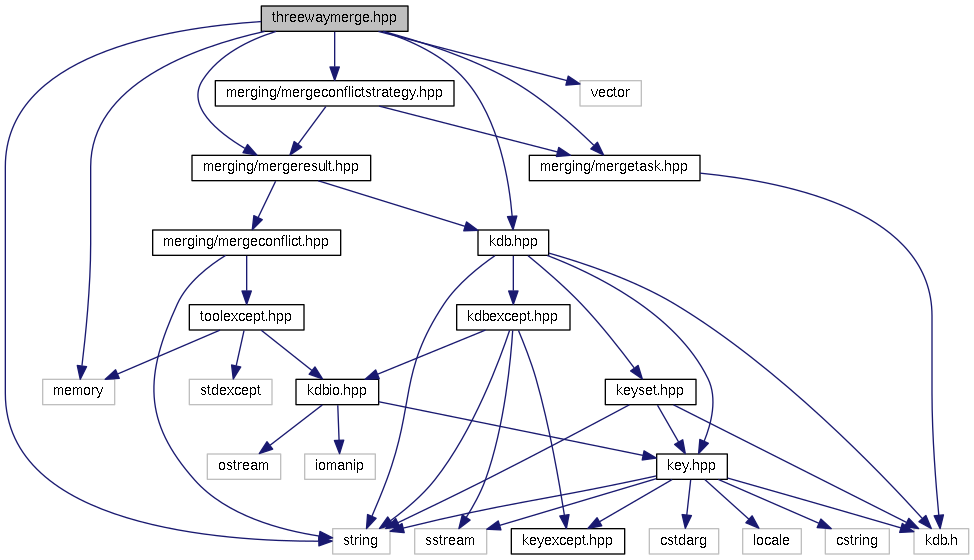 threewaymerge.hpp
merging/mergeconflictstrategy.hpp
vector
merging/mergeresult.hpp
merging/mergetask.hpp
merging/mergeconflict.hpp
kdb.hpp
toolexcept.hpp
kdbexcept.hpp
memory
stdexcept
kdbio.hpp
keyset.hpp
ostream
iomanip
key.hpp
string
sstream
keyexcept.hpp
cstdarg
locale
cstring
kdb.h